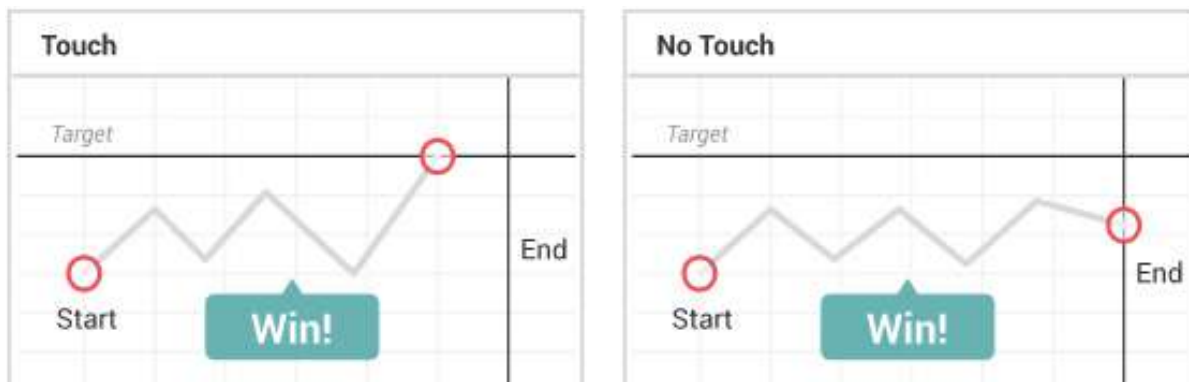 Touch
Target
End
Start
Win!
No Touch
Target
End
Start
Win!